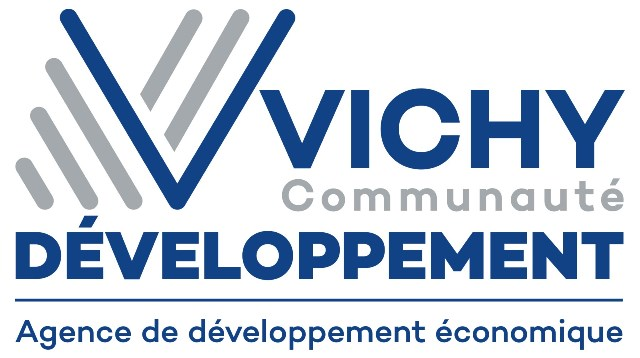 VICHY
Communauté
DÉVELOPPEMENT
Agence de développement économique